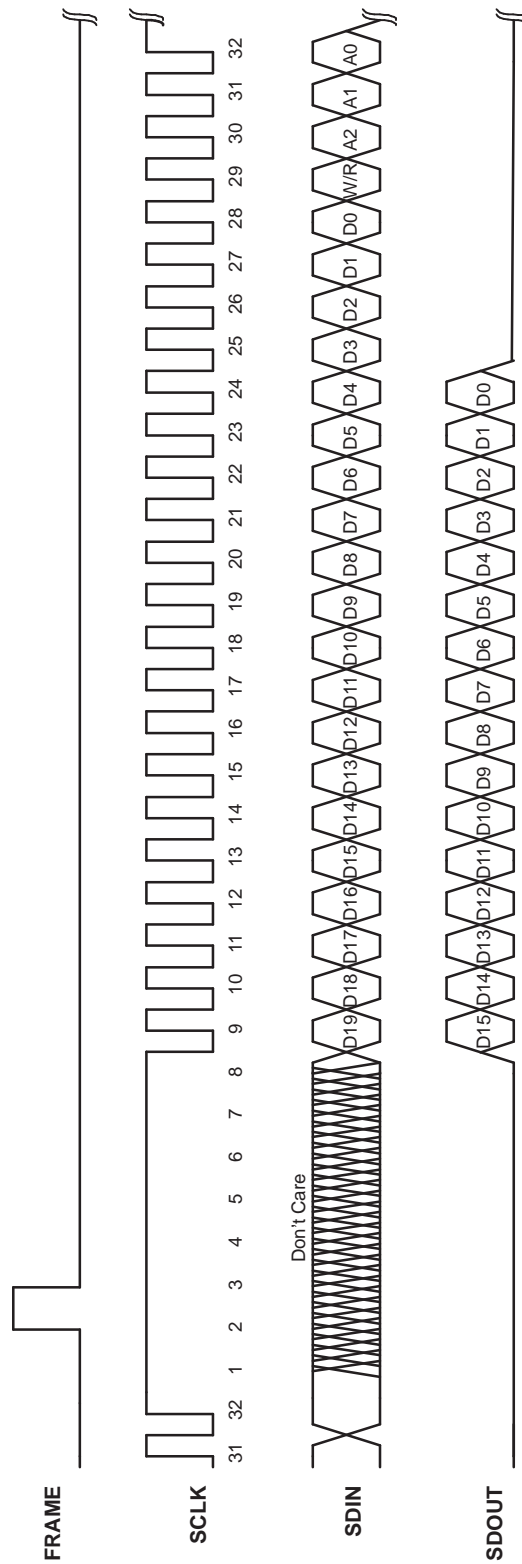 FRAME
SCLK
31 32 1 2 3 4 5 6 7 8 9 10 11 12 13 14 15 16 17 18 19 20 21 22 23 24 25 26 27 28 29 30 31 32
Don't Care
SDIN
D19 D18 D17 D16 D15 D14 D13 D12 D11 D10 D9 D8 D7 D6 D5 D4 D3 D2 D1 D0 W/R A2 A1 A0
SDOUT
D15 D14 D13 D12 D11 D10 D9 D8 D7 D6 D5 D4 D3 D2 D1 D0